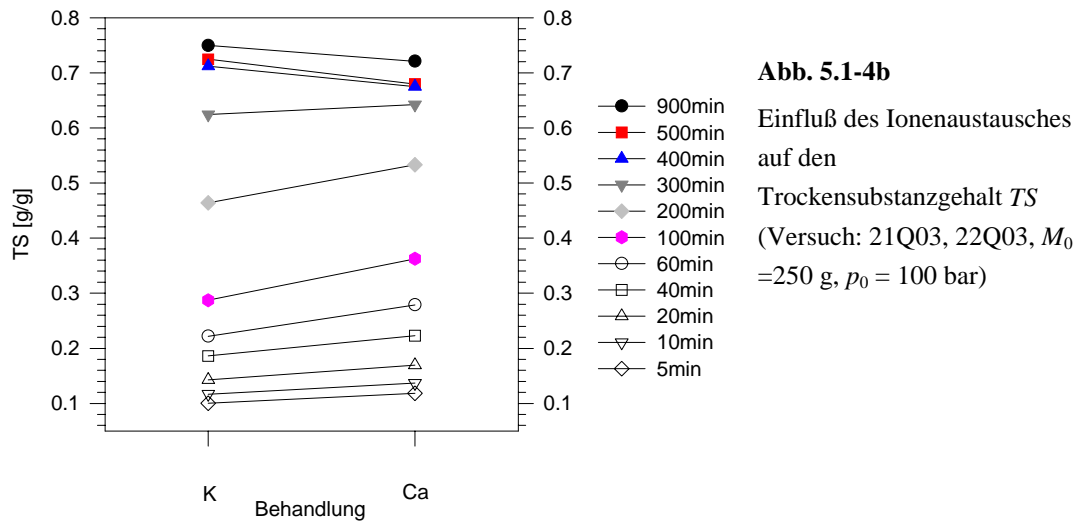 0.8
0.7
0.6
0.5
0.4
0.3
0.2
0.1
TS [g/g]
0.8
0.7
0.6
0.5
0.4
0.3
0.2
0.1
K
Ca
Behandlung
900min
500min
400min
300min
200min
100min
60min
40min
20min
10min
5min
Abb. 5.1-4b
Einfluß des Ionenaustausches
auf den
Trockensubstanzgehalt TS
(Versuch: 21Q03, 22Q03, M0
=250 g, p0 = 100 bar)